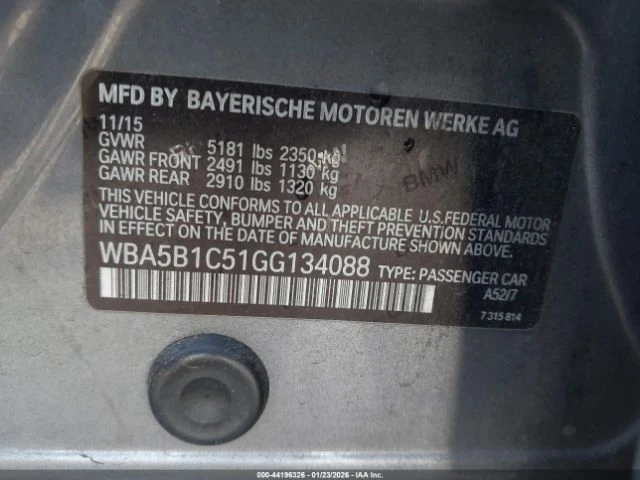 MFD BY BAYERISCHE MOTOREN WERKE AG
11/15
GVWR 5181 lbs 2350 kg
GAWR FRONT 2491 lbs 1130 kg
GAWR REAR 2910 lbs 1320 kg
THIS VEHICLE CONFORMS TO ALL APPLICABLE U.S.FEDERAL MOTOR
VEHICLE SAFETY, BUMPER AND THEFT PREVENTION STANDARDS
IN EFFECT ON THE DATE OF MANUFACTURE SHOWN ABOVE.
WBA5B1C51GG134088 TYPE: PASSENGER CAR
A52/7
7 315 814
BMW
000-44196326 - 01/23/2026 - IAAI.com